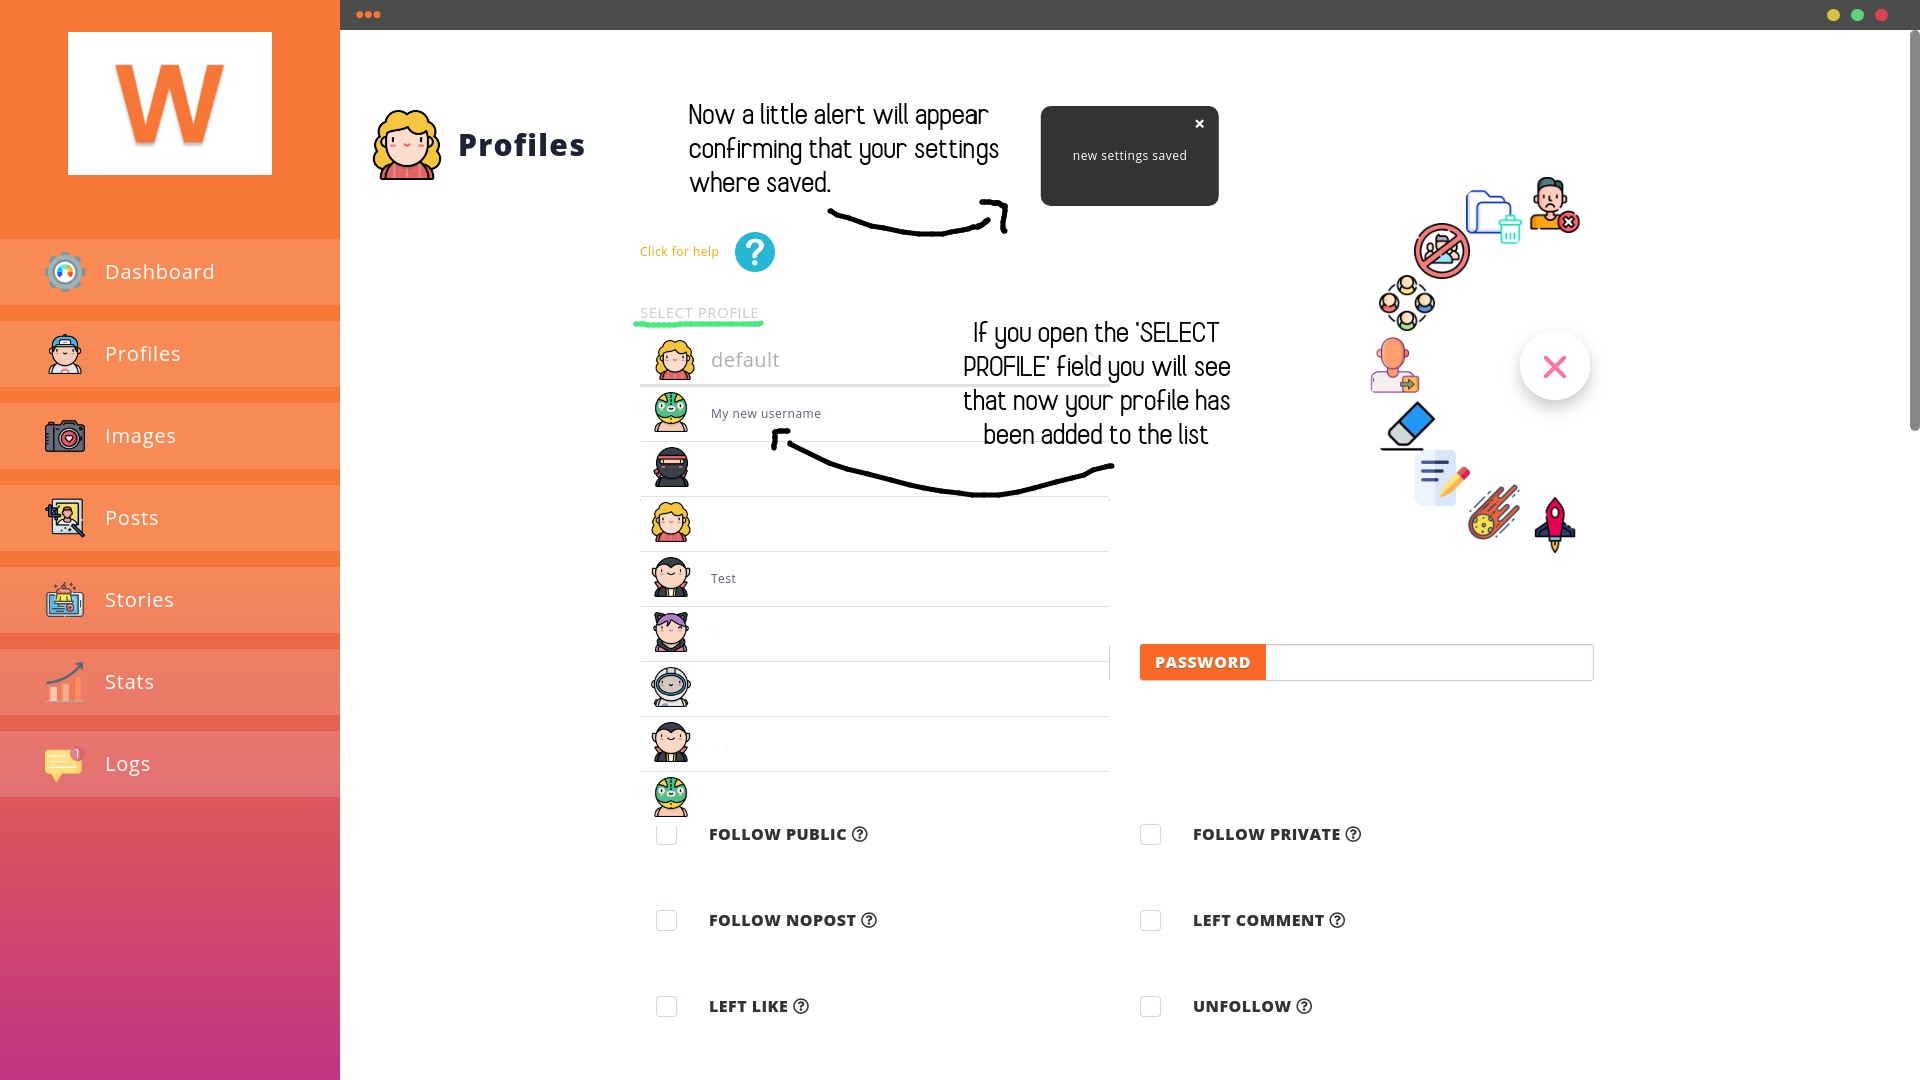 W
Dashboard
Profiles
Images
Posts
Stories
Stats
1
Logs
Profiles
Now a little alert will appear
confirming that your settings
where saved.
×
new settings saved
Click for help
?
SELECT PROFILE
default
My new username
Test
If you open the 'SELECT
PROFILE' field you will see
that now your profile has
been added to the list
PASSWORD
FOLLOW PUBLIC ?
FOLLOW PRIVATE ?
FOLLOW NOPOST ?
LEFT COMMENT ?
LEFT LIKE ?
UNFOLLOW ?